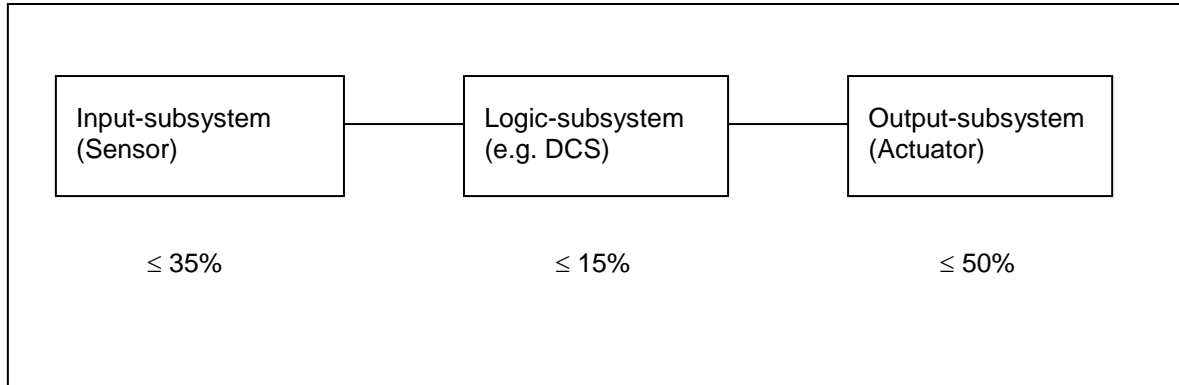 Input-subsystem
(Sensor)
Logic-subsystem
(e.g. DCS)
Output-subsystem
(Actuator)
≤ 35%
≤ 15%
≤ 50%